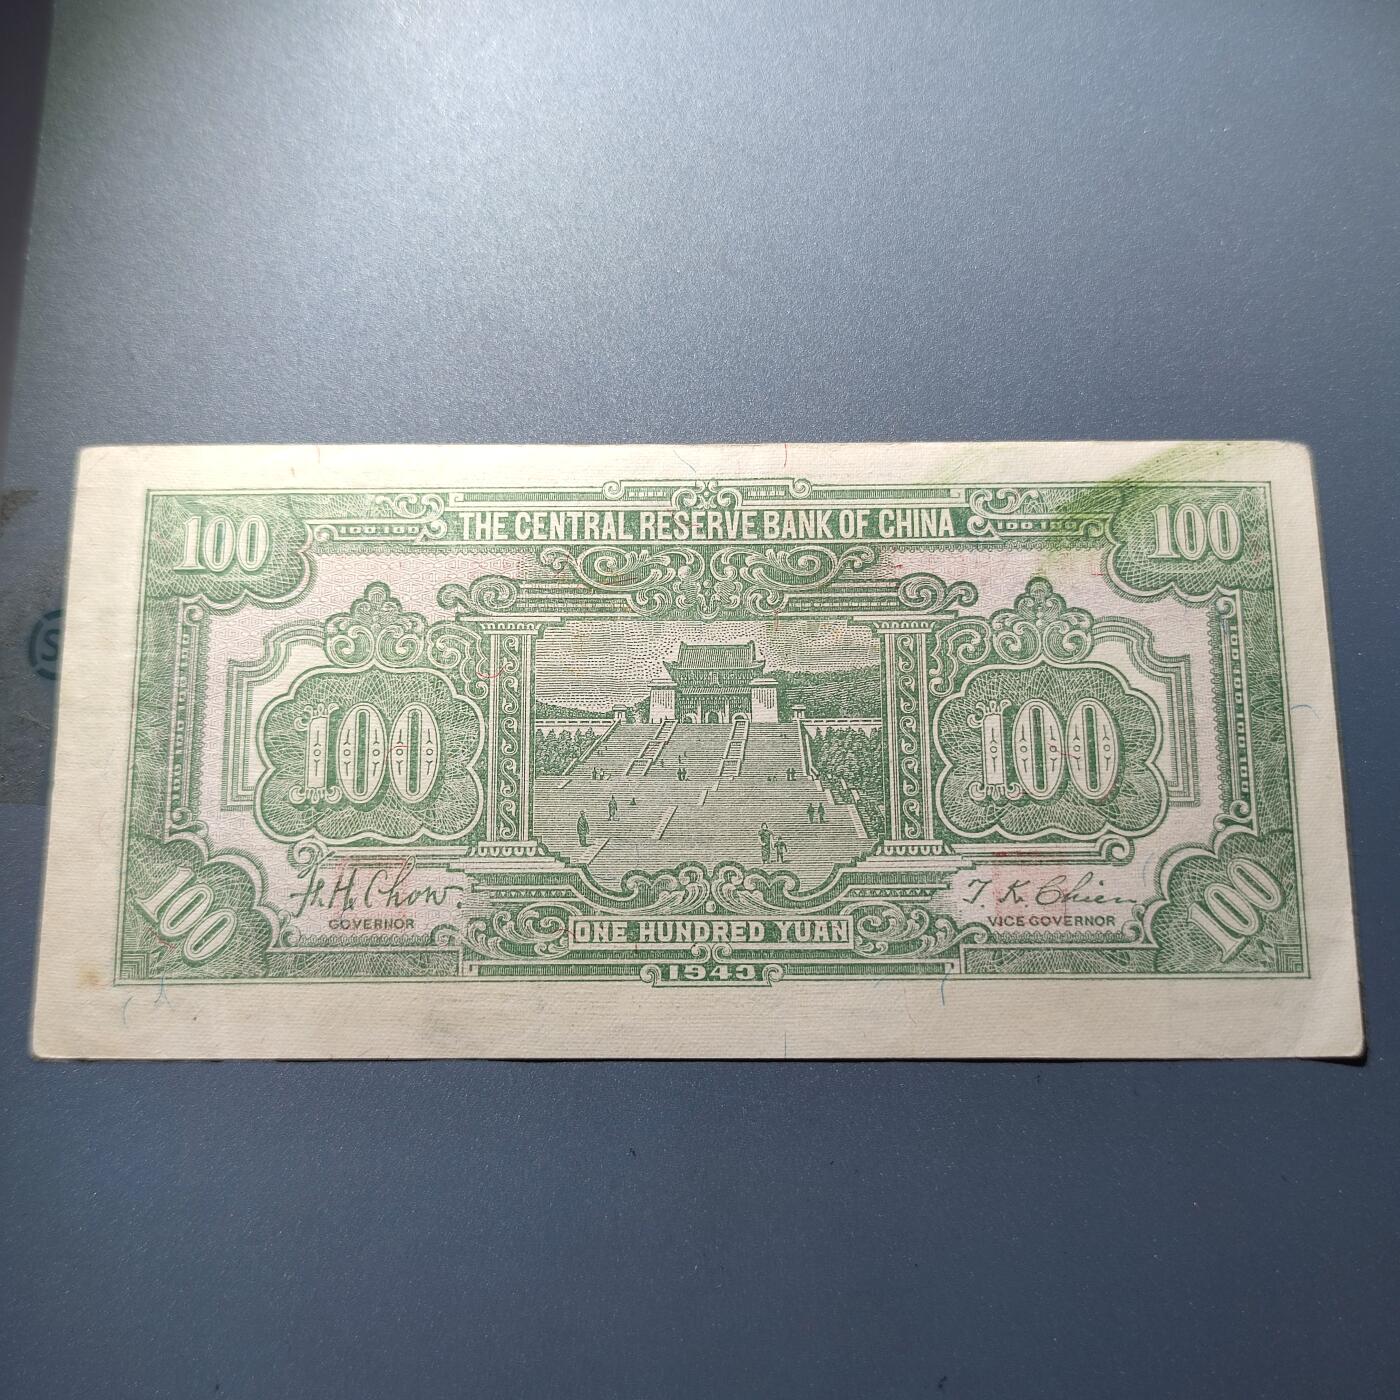 THE CENTRAL RESERVE BANK OF CHINA
100 100
100 100
100 100
Fh. H. Chow.
GOVERNOR
T. K. Chien
VICE GOVERNOR
ONE HUNDRED YUAN
1943